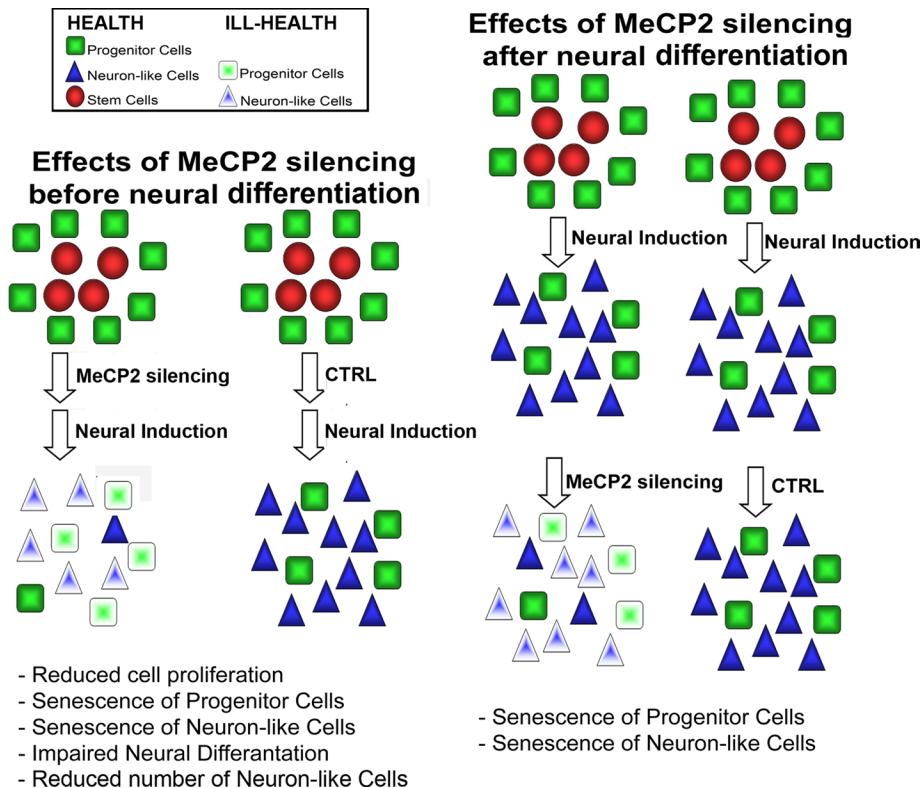 HEALTH
ILL-HEALTH
Progenitor Cells
Neuron-like Cells
Stem Cells
Progenitor Cells
Neuron-like Cells
Effects of MeCP2 silencing
before neural differentiation
MeCP2 silencing
CTRL
Neural Induction
Neural Induction
- Reduced cell proliferation
- Senescence of Progenitor Cells
- Senescence of Neuron-like Cells
- Impaired Neural Differantation
- Reduced number of Neuron-like Cells
Effects of MeCP2 silencing
after neural differentiation
Neural Induction
Neural Induction
MeCP2 silencing
CTRL
- Senescence of Progenitor Cells
- Senescence of Neuron-like Cells